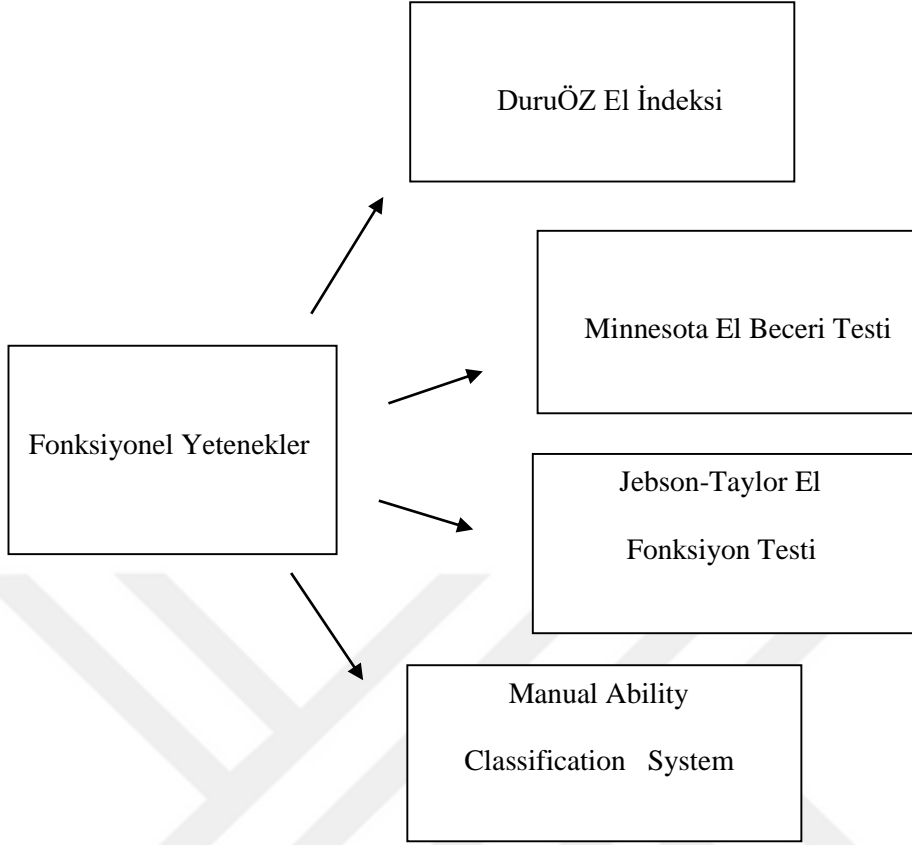 DuruÖZ El İndeksi
Minnesota El Beceri Testi
Fonksiyonel Yetenekler
Jebson-Taylor El
Fonksiyon Testi
Manual Ability
Classification System